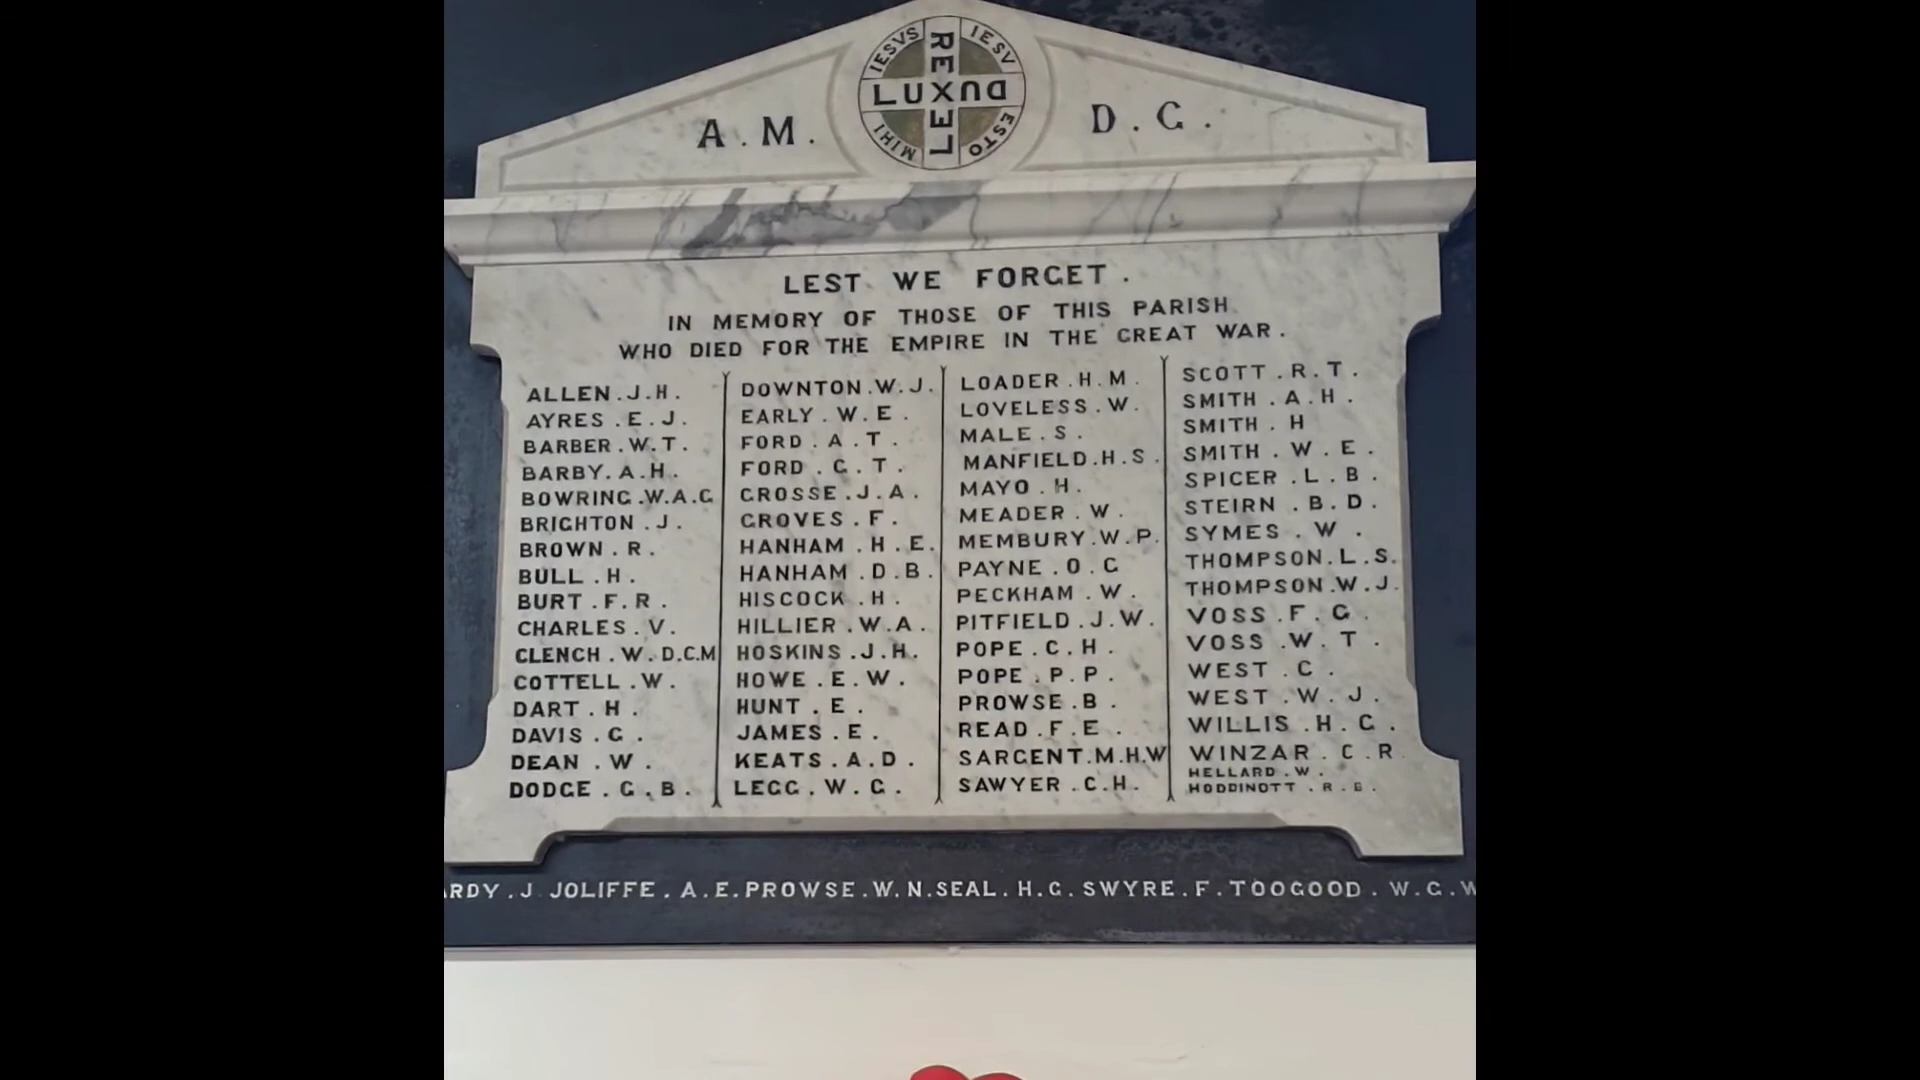 IESVS
IESV
MIHI
ESTO
REX
LUX
DUX
LEX
A . M . D . G .
LEST WE FORGET .
IN MEMORY OF THOSE OF THIS PARISH
WHO DIED FOR THE EMPIRE IN THE GREAT WAR .
ALLEN . J . H .
AYRES . E . J .
BARBER . W . T .
BARBY . A . H .
BOWRING . W . A . G
BRIGHTON . J .
BROWN . R .
BULL . H .
BURT . F . R .
CHARLES . V .
CLENCH . W . D.C.M
COTTELL . W .
DART . H .
DAVIS . G .
DEAN . W .
DODGE . G . B .
DOWNTON . W . J .
EARLY . W . E .
FORD . A . T .
FORD . G . T .
GROSSE . J . A .
GROVES . F .
HANHAM . H . E .
HANHAM . D . B .
HISCOCK . H .
HILLIER . W . A .
HOSKINS . J . H .
HOWE . E . W .
HUNT . E .
JAMES . E .
KEATS . A . D .
LEGG . W . G .
LOADER . H . M .
LOVELESS . W .
MALE . S .
MANFIELD . H . S .
MAYO . H .
MEADER . W .
MEMBURY . W . P .
PAYNE . O . G
PECKHAM . W .
PITFIELD . J . W .
POPE . C . H .
POPE . P . P .
PROWSE . B .
READ . F . E .
SARGENT . M . H . W
SAWYER . C . H .
SCOTT . R . T .
SMITH . A . H .
SMITH . H
SMITH . W . E .
SPICER . L . B .
STEIRN . B . D .
SYMES . W .
THOMPSON . L . S .
THOMPSON . W . J .
VOSS . F . G .
VOSS . W . T .
WEST . C .
WEST . W . J .
WILLIS . H . G .
WINZAR . C . R
HELLARD . W .
HODDINOTT . R . G .
RDY . J JOLIFFE . A . E . PROWSE . W . N . SEAL . H . G . SWYRE . F . TOOGOOD . W . G . W